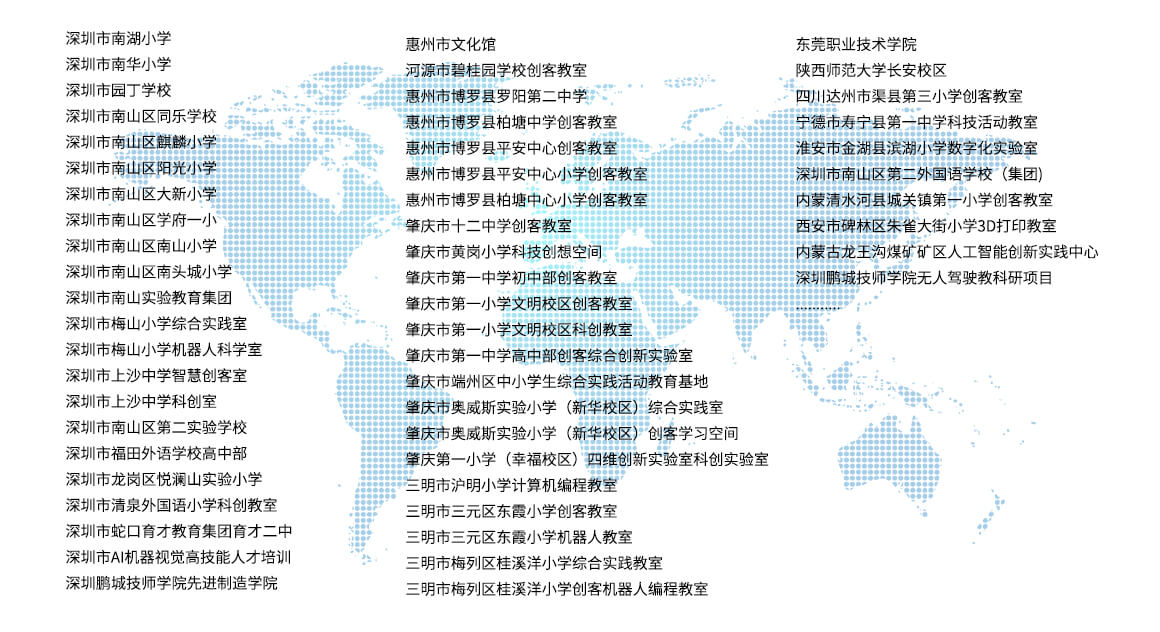 深圳市南湖小学
深圳市南华小学
深圳市园丁学校
深圳市南山区同乐学校
深圳市南山区麒麟小学
深圳市南山区阳光小学
深圳市南山区大新小学
深圳市南山区学府一小
深圳市南山区南山小学
深圳市南山区南头城小学
深圳市南山实验教育集团
深圳市梅山小学综合实践室
深圳市梅山小学机器人科学室
深圳市上沙中学智慧创客室
深圳市上沙中学科创室
深圳市南山区第二实验学校
深圳市福田外语学校高中部
深圳市龙岗区悦澜山实验小学
深圳市清泉外国语小学科创教室
深圳市蛇口育才教育集团育才二中
深圳市AI机器视觉高技能人才培训
深圳鹏城技师学院先进制造学院
惠州市文化馆
河源市碧桂园学校创客教室
惠州市博罗县罗阳第二中学
惠州市博罗县柏塘中学创客教室
惠州市博罗县平安中心创客教室
惠州市博罗县平安中心小学创客教室
惠州市博罗县柏塘中心小学创客教室
肇庆市十二中学创客教室
肇庆市黄岗小学科技创想空间
肇庆市第一中学初中部创客教室
肇庆市第一小学文明校区创客教室
肇庆市第一小学文明校区科创教室
肇庆市第一中学高中部创客综合创新实验室
肇庆市端州区中小学生综合实践活动教育基地
肇庆市奥威斯实验小学（新华校区）综合实践室
肇庆市奥威斯实验小学（新华校区）创客学习空间
肇庆第一小学（幸福校区）四维创新实验室科创实验室
三明市沪明小学计算机编程教室
三明市三元区东霞小学创客教室
三明市三元区东霞小学机器人教室
三明市梅列区桂溪洋小学综合实践教室
三明市梅列区桂溪洋小学创客机器人编程教室
东莞职业技术学院
陕西师范大学长安校区
四川达州市渠县第三小学创客教室
宁德市寿宁县第一中学科技活动教室
淮安市金湖县滨湖小学数字化实验室
深圳市南山区第二外国语学校（集团)
内蒙清水河县城关镇第一小学创客教室
西安市碑林区朱雀大街小学3D打印教室
内蒙古龙王沟煤矿矿区人工智能创新实践中心
深圳鹏城技师学院无人驾驶教科研项目
...........